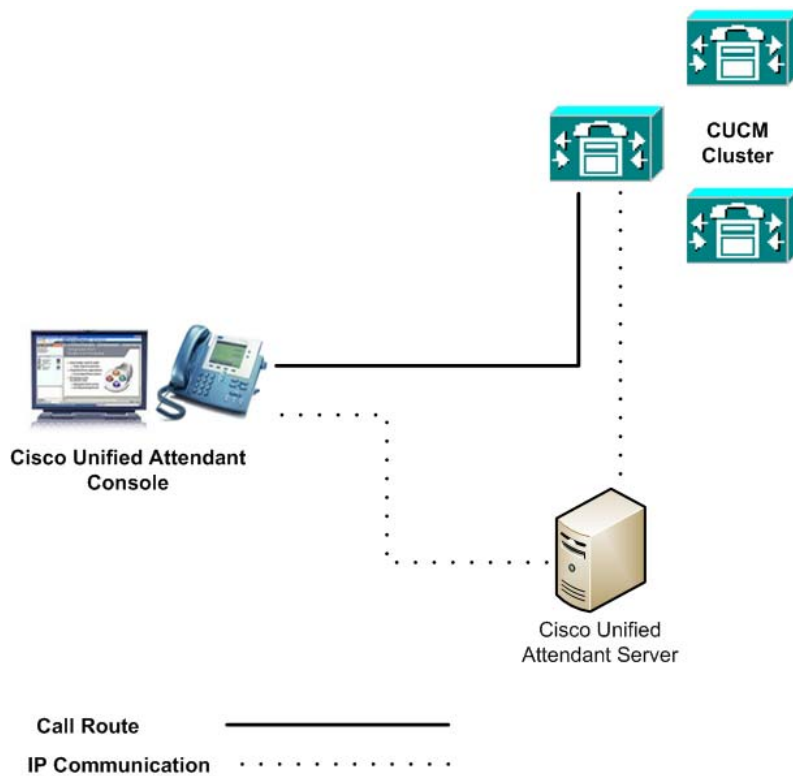 CUCM
Cluster
Cisco Unified Attendant
Console
Cisco Unified
Attendant Server
Call Route
IP Communication